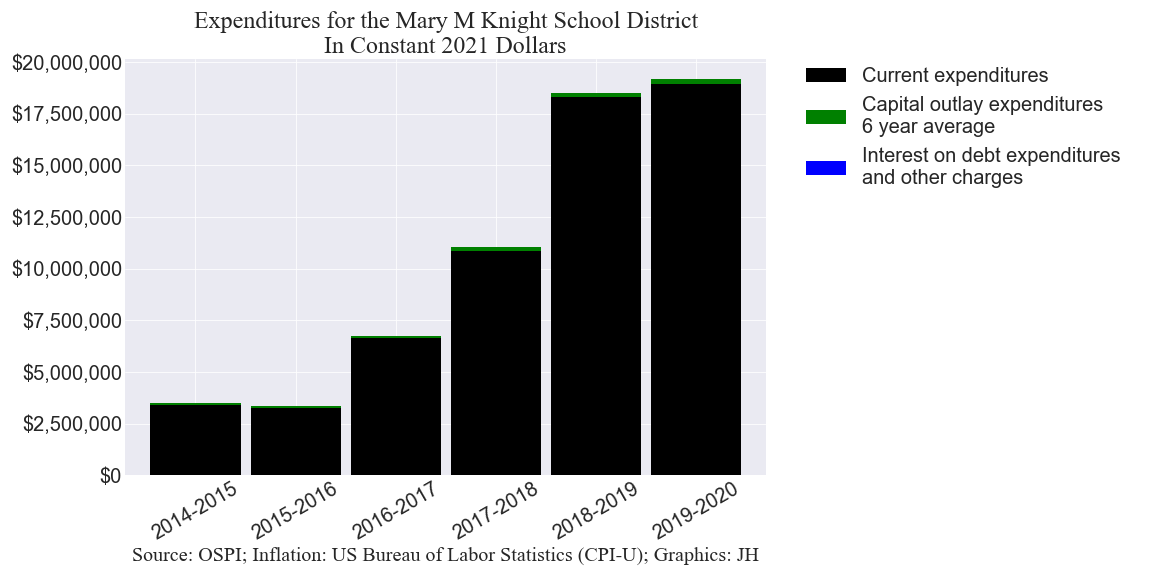 Expenditures for the Mary M Knight School District
In Constant 2021 Dollars
$20,000,000
$17,500,000
$15,000,000
$12,500,000
$10,000,000
$7,500,000
$5,000,000
$2,500,000
$0
2014-2015
2015-2016
2016-2017
2017-2018
2018-2019
2019-2020
Current expenditures
Capital outlay expenditures
6 year average
Interest on debt expenditures
and other charges
Source: OSPI; Inflation: US Bureau of Labor Statistics (CPI-U); Graphics: JH